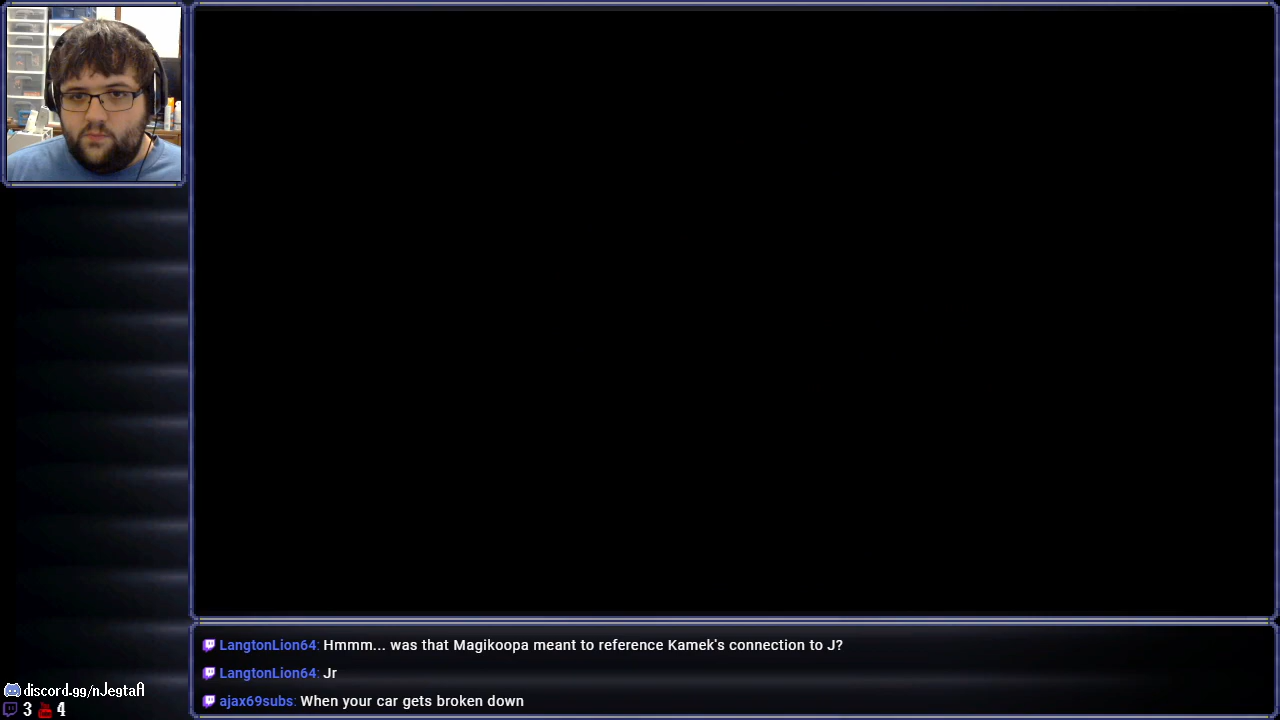 LangtonLion64: Hmmm... was that Magikoopa meant to reference Kamek's connection to J?
LangtonLion64: Jr
ajax69subs: When your car gets broken down
discord.gg/nJegtaA
3 4